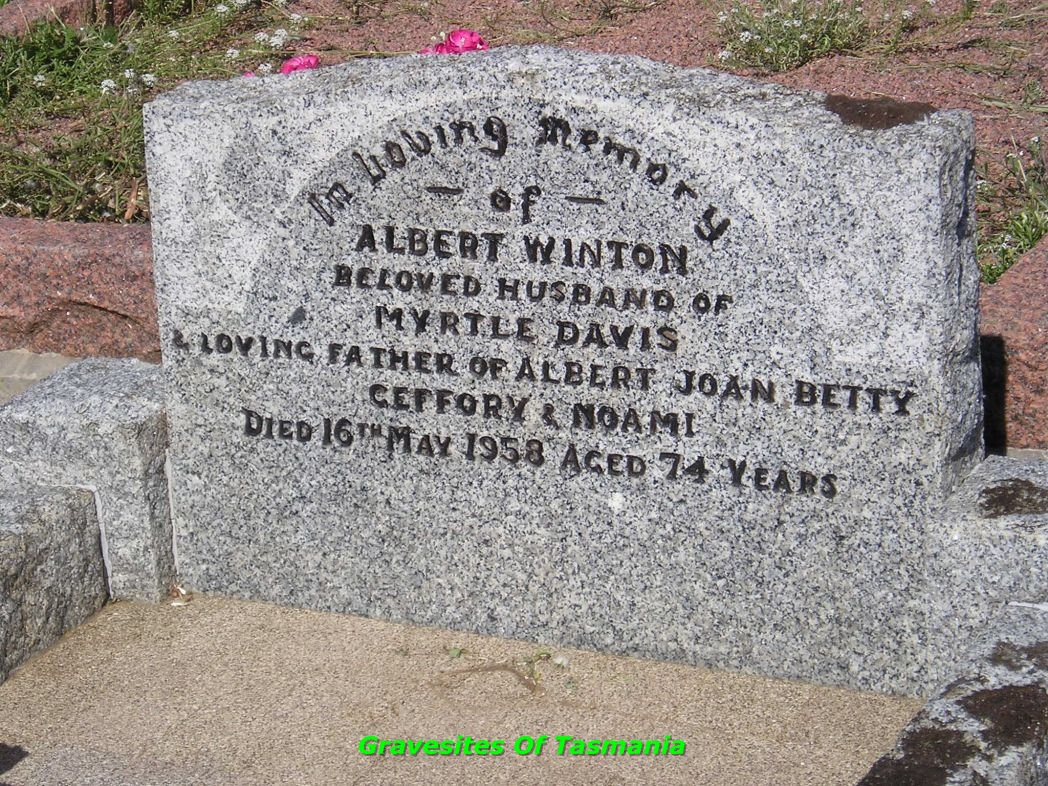 In Loving Memory
- of -
ALBERT WINTON
BELOVED HUSBAND OF
MYRTLE DAVIS
& LOVING FATHER OF ALBERT JOAN BETTY
GEFFORY & NOAMI
DIED 16TH MAY 1958 AGED 74 YEARS
Gravesites Of Tasmania